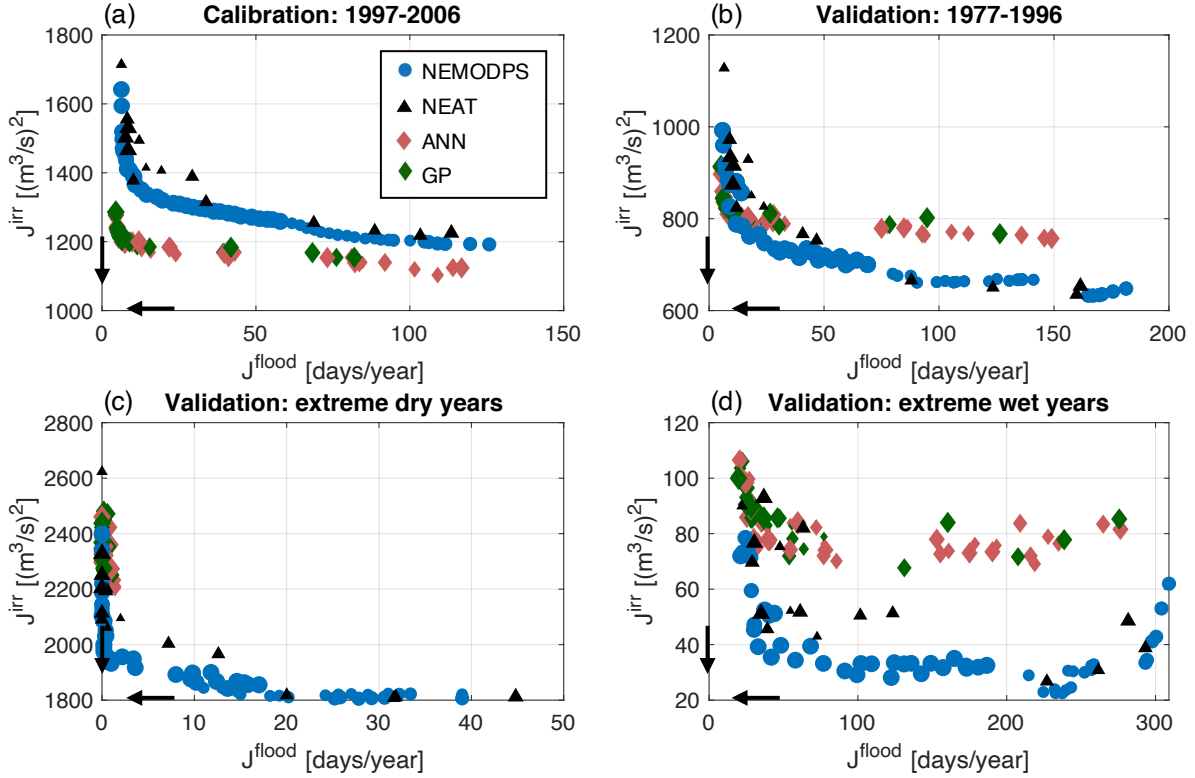 (a) Calibration: 1997-2006
1800
1600
1400
1200
1000
J^irr [(m^3/s)^2]
NEMODPS
NEAT
ANN
GP
0 50 100 150
J^flood [days/year]
(b) Validation: 1977-1996
1200
1000
800
600
J^irr [(m^3/s)^2]
0 50 100 150 200
J^flood [days/year]
(c) Validation: extreme dry years
2800
2600
2400
2200
2000
1800
J^irr [(m^3/s)^2]
0 10 20 30 40 50
J^flood [days/year]
(d) Validation: extreme wet years
120
100
80
60
40
20
J^irr [(m^3/s)^2]
0 100 200 300
J^flood [days/year]